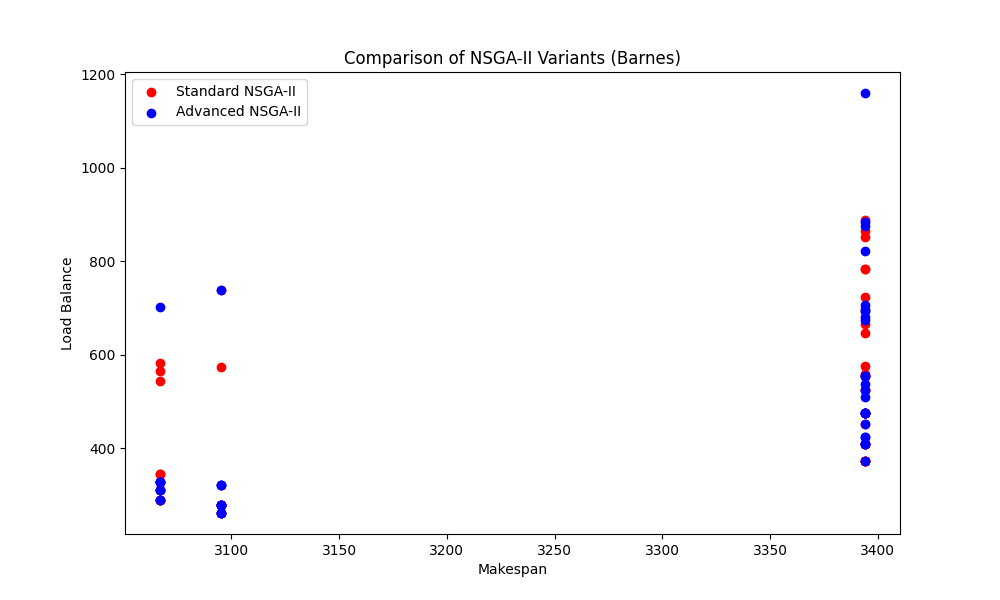 Comparison of NSGA-II Variants (Barnes)
Standard NSGA-II
Advanced NSGA-II
1200
1000
800
600
400
Load Balance
3100 3150 3200 3250 3300 3350 3400
Makespan